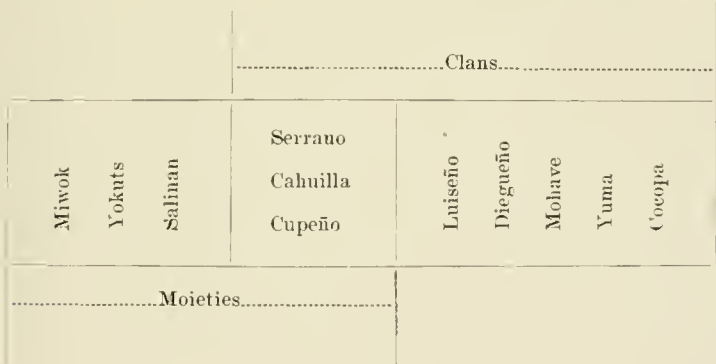 Clans
Miwok
Yokuts
Salinan
Serrano
Cahuilla
Cupeño
Luiseño
Diegueño
Mohave
Yuma
Cocopa
Moieties